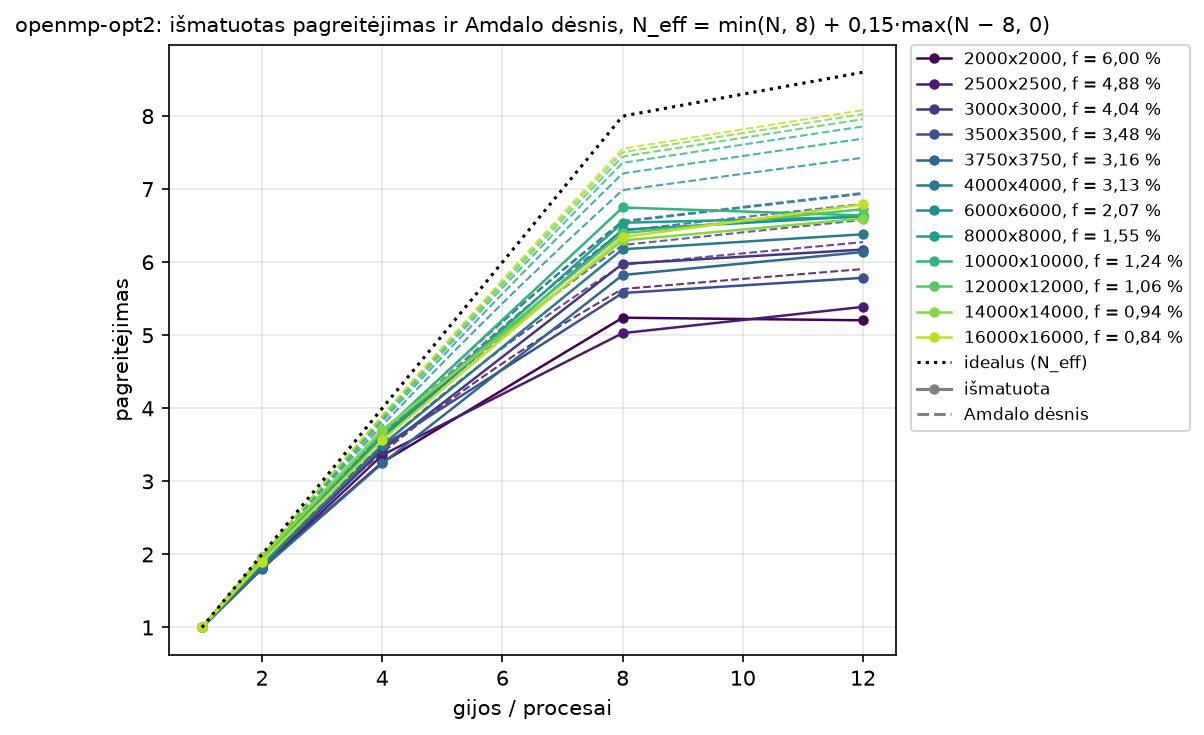 openmp-opt2: išmatuotas pagreitėjimas ir Amdalo dėsnis, N_eff = min(N, 8) + 0,15·max(N − 8, 0)
2000x2000, f = 6,00 %
2500x2500, f = 4,88 %
3000x3000, f = 4,04 %
3500x3500, f = 3,48 %
3750x3750, f = 3,16 %
4000x4000, f = 3,13 %
6000x6000, f = 2,07 %
8000x8000, f = 1,55 %
10000x10000, f = 1,24 %
12000x12000, f = 1,06 %
14000x14000, f = 0,94 %
16000x16000, f = 0,84 %
idealus (N_eff)
išmatuota
Amdalo dėsnis
pagreitėjimas
8
7
6
5
4
3
2
1
2 4 6 8 10 12
gijos / procesai